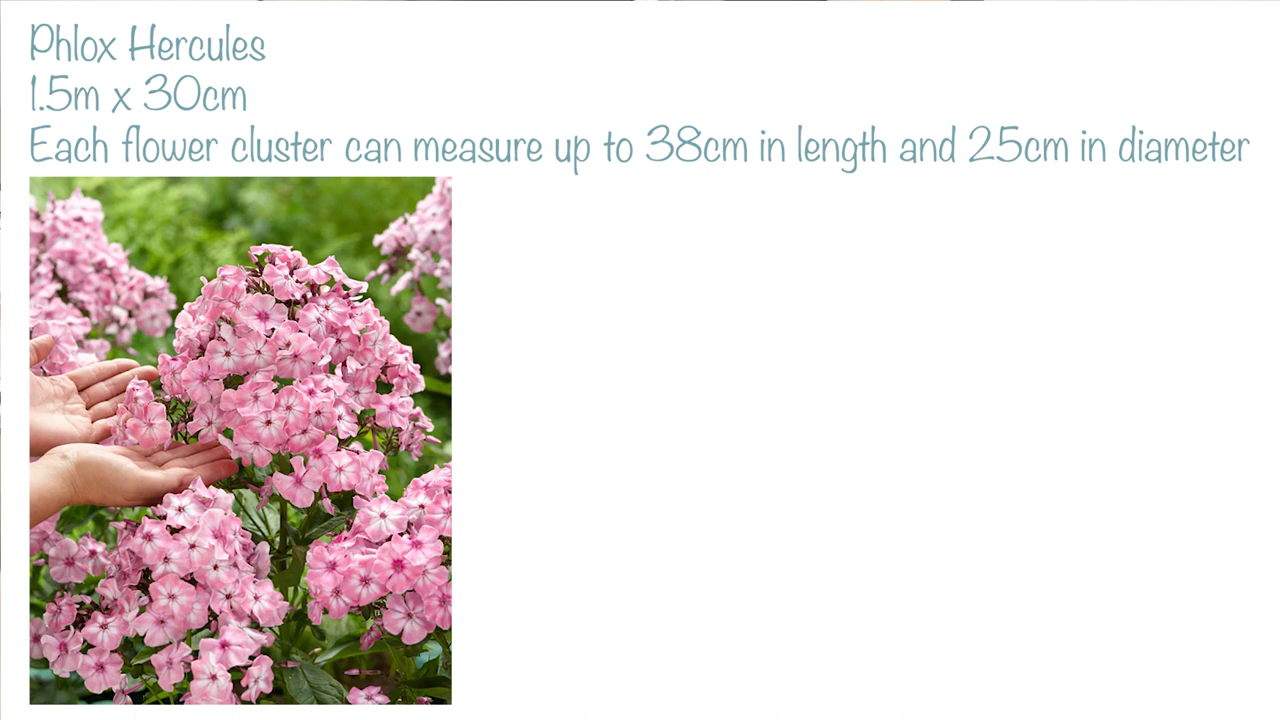 Phlox Hercules
1.5m x 30cm
Each flower cluster can measure up to 38cm in length and 25cm in diameter